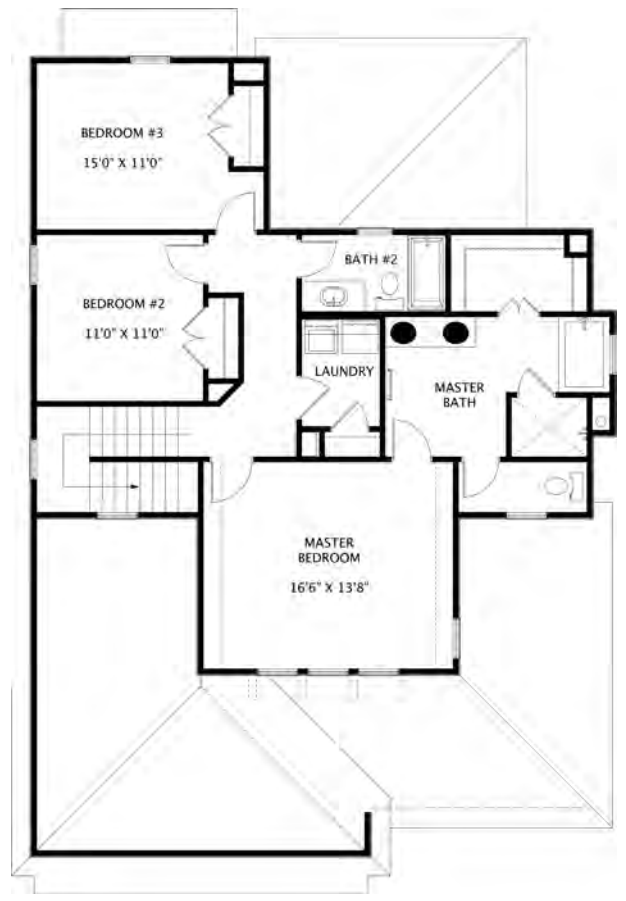 BEDROOM #3
15'0" X 11'0"
BATH #2
BEDROOM #2
11'0" X 11'0"
LAUNDRY
MASTER
BATH
MASTER
BEDROOM
16'6" X 13'8"